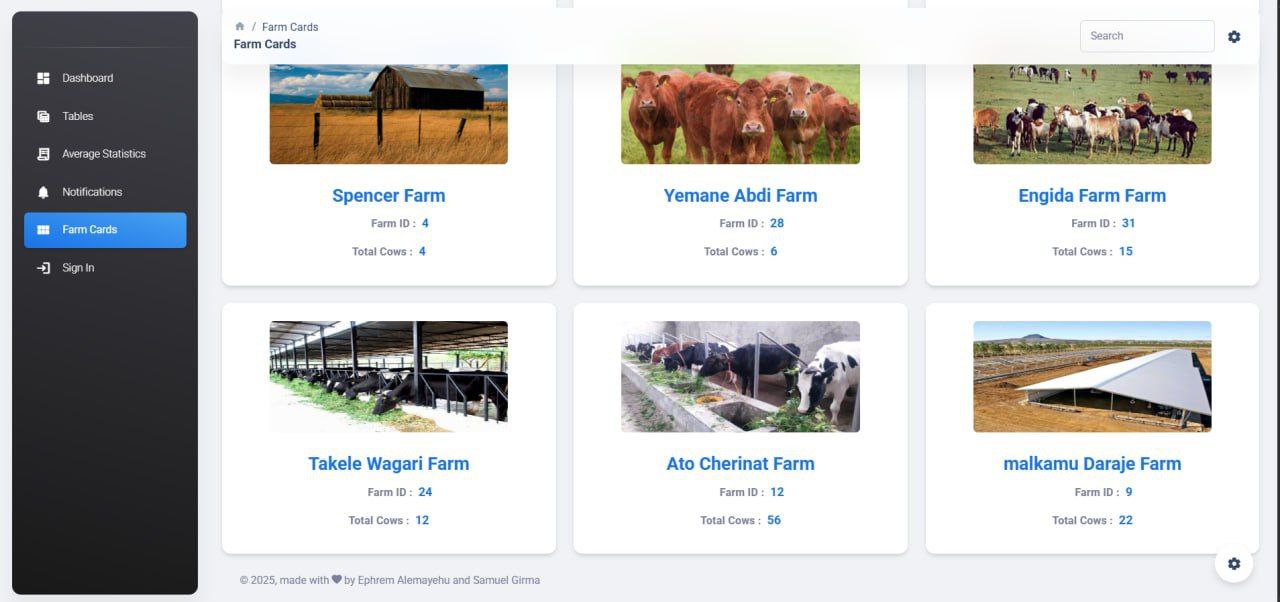 Dashboard
Tables
Average Statistics
Notifications
Farm Cards
Sign In
/ Farm Cards
Farm Cards
Search
Spencer Farm
Farm ID : 4
Total Cows : 4
Yemane Abdi Farm
Farm ID : 28
Total Cows : 6
Engida Farm Farm
Farm ID : 31
Total Cows : 15
Takele Wagari Farm
Farm ID : 24
Total Cows : 12
Ato Cherinat Farm
Farm ID : 12
Total Cows : 56
malkamu Daraje Farm
Farm ID : 9
Total Cows : 22
© 2025, made with ♥ by Ephrem Alemayehu and Samuel Girma